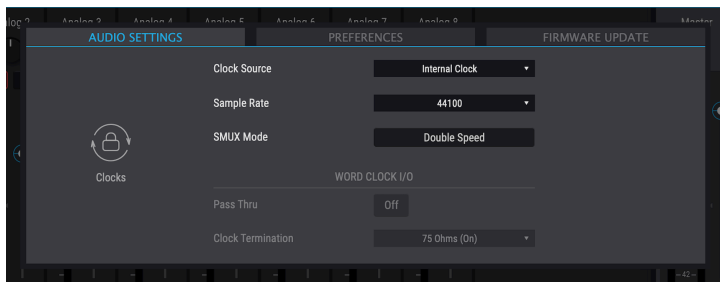 Analog 3 Analog 4 Analog 5 Analog 6 Analog 7 Analog 8 Master
AUDIO SETTINGS PREFERENCES FIRMWARE UPDATE
Clock Source Internal Clock
Sample Rate 44100
SMUX Mode Double Speed
Clocks
WORD CLOCK I/O
Pass Thru Off
Clock Termination 75 Ohms (On)
-42-